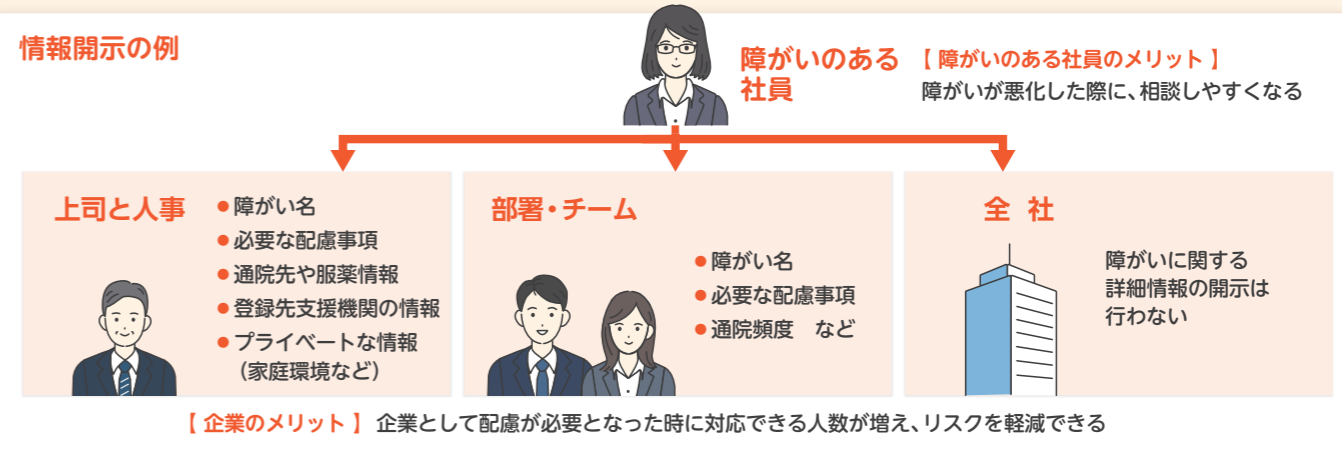 情報開示の例
障がいのある
社員
【 障がいのある社員のメリット 】
障がいが悪化した際に、相談しやすくなる
上司と人事
●障がい名
●必要な配慮事項
●通院先や服薬情報
●登録先支援機関の情報
●プライベートな情報
（家庭環境など）
部署・チーム
●障がい名
●必要な配慮事項
●通院頻度　など
全 社
障がいに関する
詳細情報の開示は
行わない
【 企業のメリット 】 企業として配慮が必要となった時に対応できる人数が増え、リスクを軽減できる